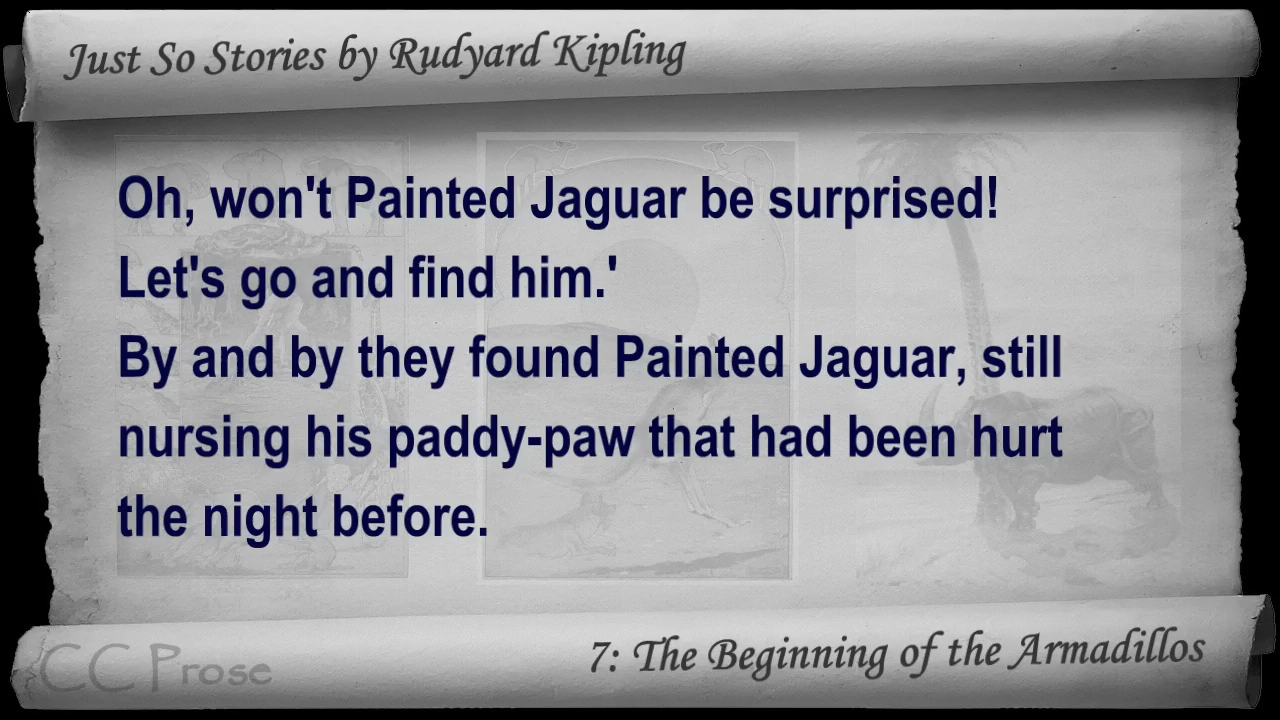 Just So Stories by Rudyard Kipling
Oh, won't Painted Jaguar be surprised!
Let's go and find him.'
By and by they found Painted Jaguar, still
nursing his paddy-paw that had been hurt
the night before.
CC Prose
7: The Beginning of the Armadillos